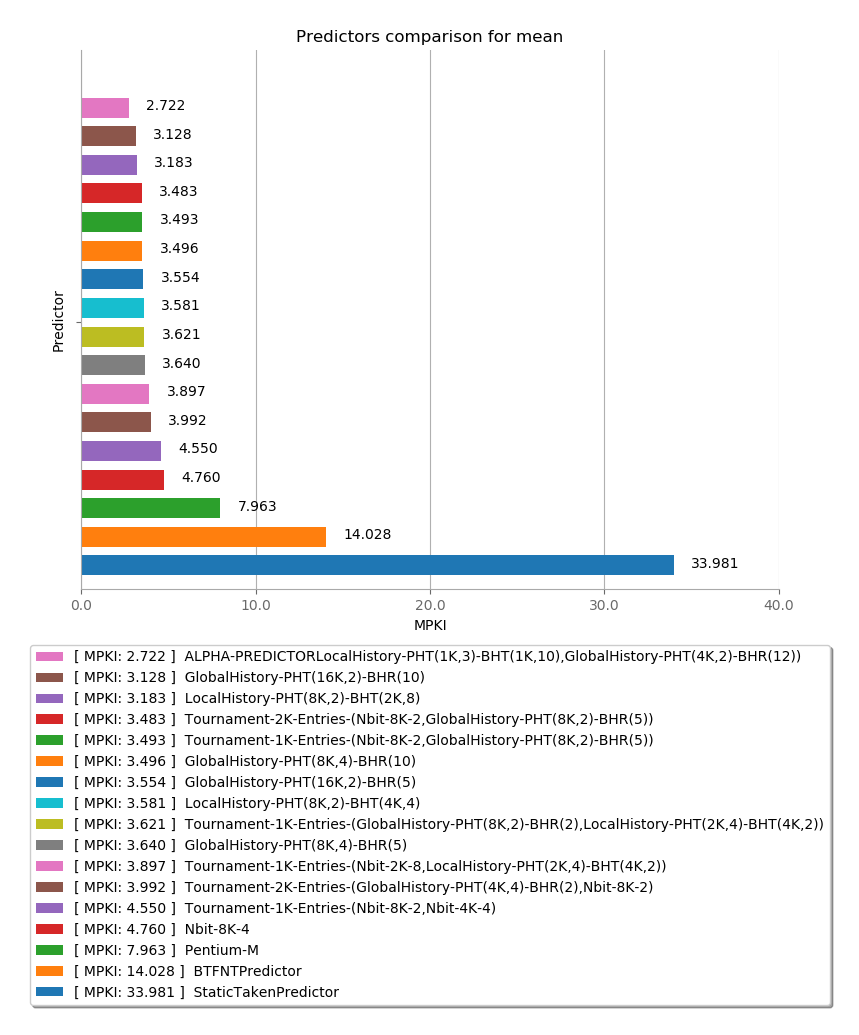 Predictors comparison for mean
2.722
3.128
3.183
3.483
3.493
3.496
3.554
3.581
3.621
3.640
3.897
3.992
4.550
4.760
7.963
14.028
33.981
Predictor
0.0 10.0 20.0 30.0 40.0
MPKI
[ MPKI: 2.722 ] ALPHA-PREDICTORLocalHistory-PHT(1K,3)-BHT(1K,10),GlobalHistory-PHT(4K,2)-BHR(12))
[ MPKI: 3.128 ] GlobalHistory-PHT(16K,2)-BHR(10)
[ MPKI: 3.183 ] LocalHistory-PHT(8K,2)-BHT(2K,8)
[ MPKI: 3.483 ] Tournament-2K-Entries-(Nbit-8K-2,GlobalHistory-PHT(8K,2)-BHR(5))
[ MPKI: 3.493 ] Tournament-1K-Entries-(Nbit-8K-2,GlobalHistory-PHT(8K,2)-BHR(5))
[ MPKI: 3.496 ] GlobalHistory-PHT(8K,4)-BHR(10)
[ MPKI: 3.554 ] GlobalHistory-PHT(16K,2)-BHR(5)
[ MPKI: 3.581 ] LocalHistory-PHT(8K,2)-BHT(4K,4)
[ MPKI: 3.621 ] Tournament-1K-Entries-(GlobalHistory-PHT(8K,2)-BHR(2),LocalHistory-PHT(2K,4)-BHT(4K,2))
[ MPKI: 3.640 ] GlobalHistory-PHT(8K,4)-BHR(5)
[ MPKI: 3.897 ] Tournament-1K-Entries-(Nbit-2K-8,LocalHistory-PHT(2K,4)-BHT(4K,2))
[ MPKI: 3.992 ] Tournament-2K-Entries-(GlobalHistory-PHT(4K,4)-BHR(2),Nbit-8K-2)
[ MPKI: 4.550 ] Tournament-1K-Entries-(Nbit-8K-2,Nbit-4K-4)
[ MPKI: 4.760 ] Nbit-8K-4
[ MPKI: 7.963 ] Pentium-M
[ MPKI: 14.028 ] BTFNTPredictor
[ MPKI: 33.981 ] StaticTakenPredictor